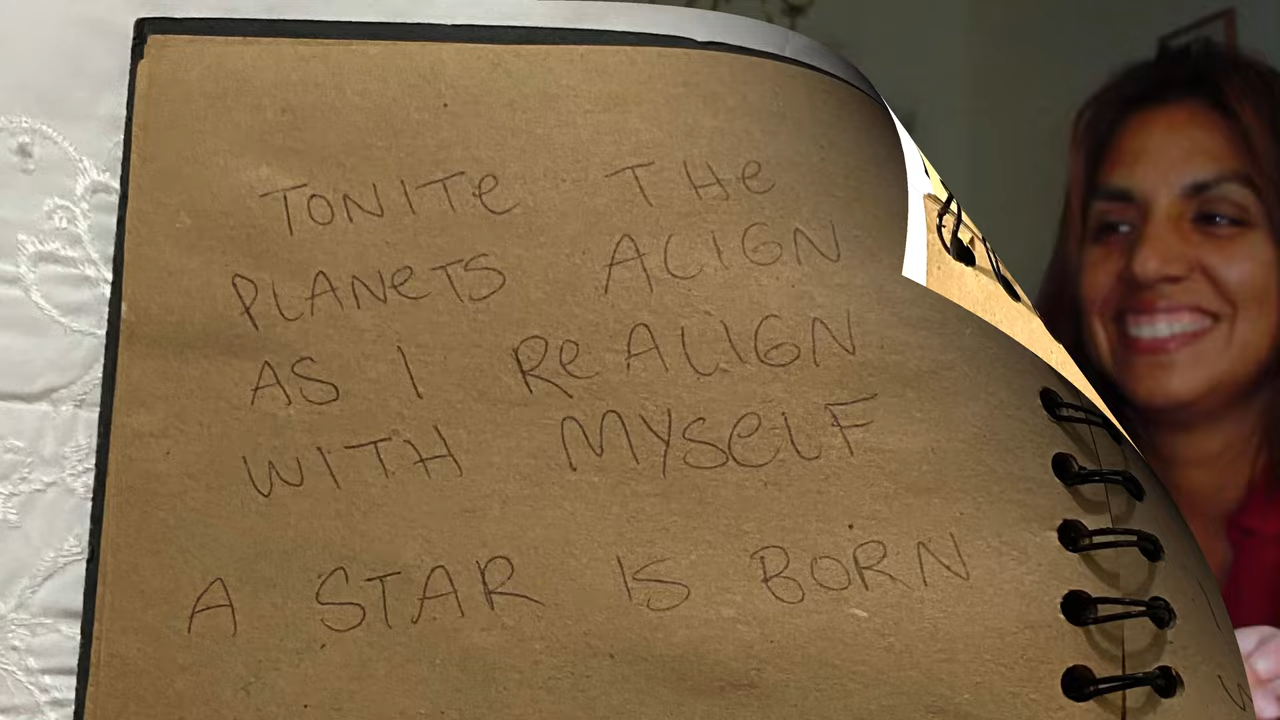 TONITe THe
PLANeTS ALIGN
AS I ReALIGN
WITH MYSeLF
A STAR IS BORN